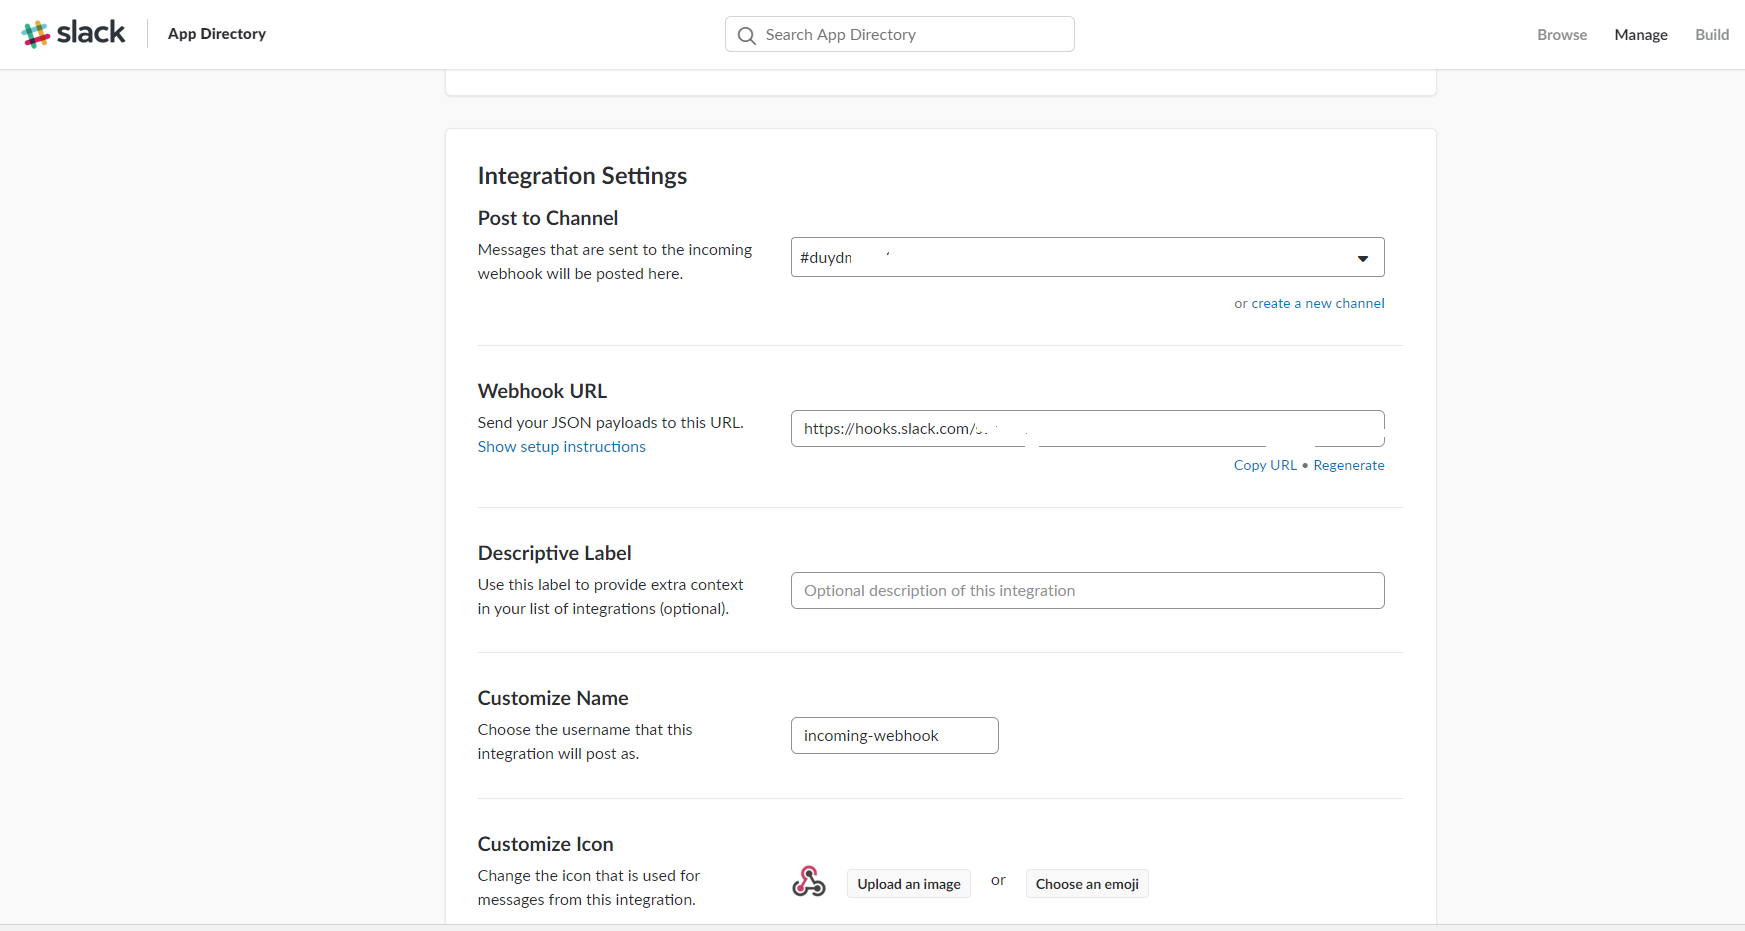 slack
App Directory
Search App Directory
Browse
Manage
Build
Integration Settings
Post to Channel
Messages that are sent to the incoming
webhook will be posted here.
or create a new channel
Webhook URL
Send your JSON payloads to this URL.
Show setup instructions
https://hooks.slack.com/
Copy URL • Regenerate
Descriptive Label
Use this label to provide extra context
in your list of integrations (optional).
Optional description of this integration
Customize Name
Choose the username that this
integration will post as.
incoming-webhook
Customize Icon
Change the icon that is used for
messages from this integration.
Upload an image
or
Choose an emoji